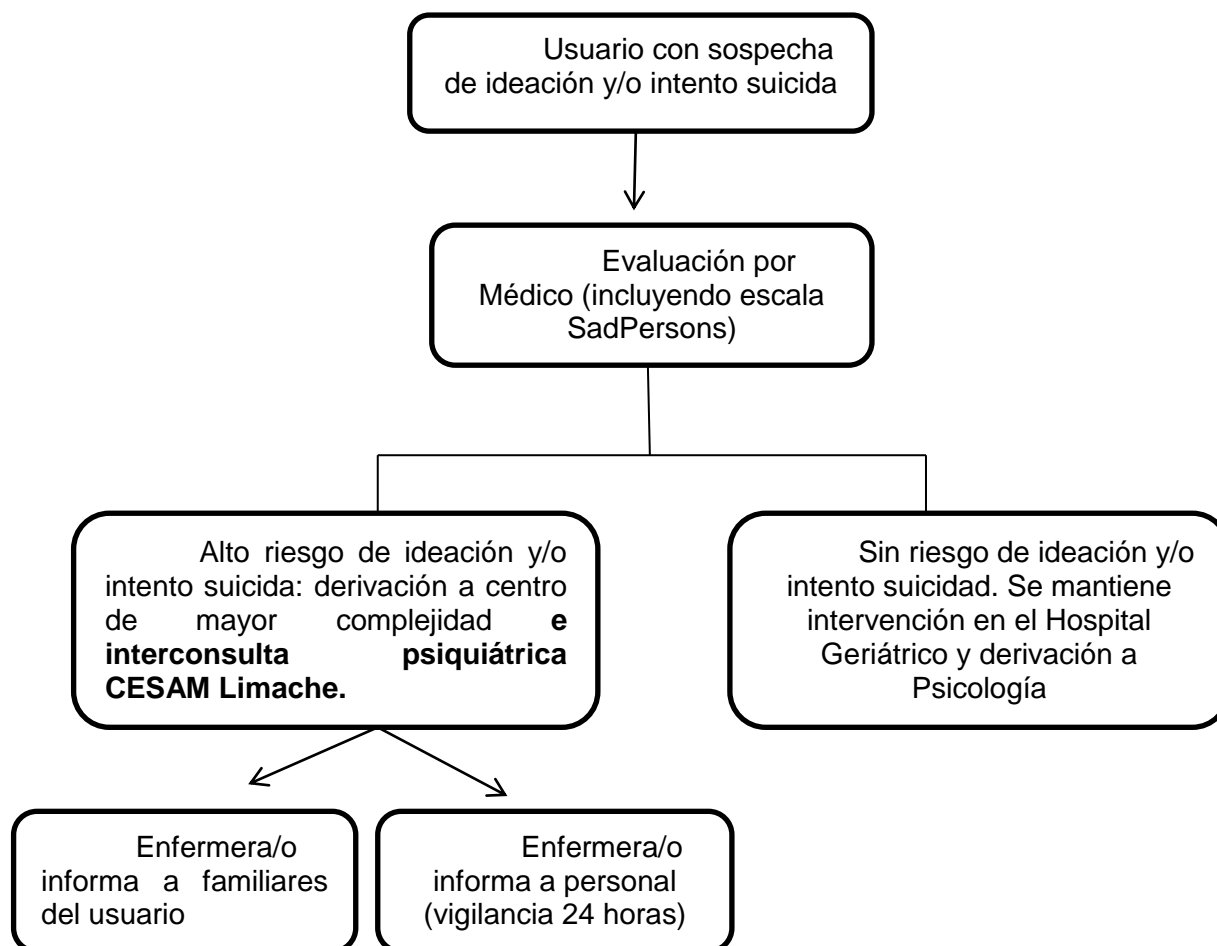 Usuario con sospecha
de ideación y/o intento suicida
Evaluación por
Médico (incluyendo escala
SadPersons)
Alto riesgo de ideación y/o
intento suicida: derivación a centro
de mayor complejidad e
interconsulta psiquiátrica
CESAM Limache.
Sin riesgo de ideación y/o
intento suicidad. Se mantiene
intervención en el Hospital
Geriátrico y derivación a
Psicología
Enfermera/o
informa a familiares
del usuario
Enfermera/o
informa a personal
(vigilancia 24 horas)